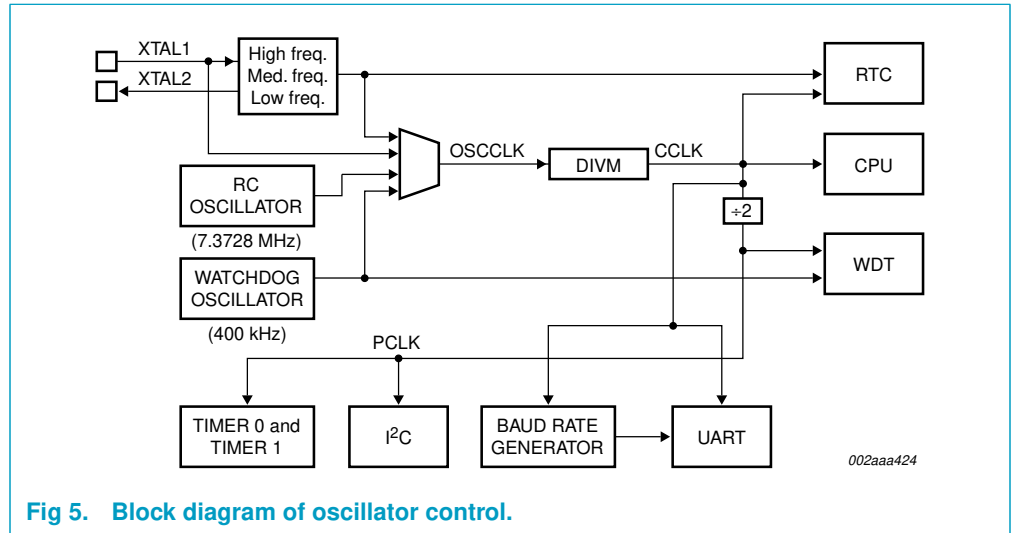 XTAL1
XTAL2
High freq.
Med. freq.
Low freq.
RTC
OSCCLK
DIVM
CCLK
CPU
RC
OSCILLATOR
(7.3728 MHz)
÷2
WDT
WATCHDOG
OSCILLATOR
(400 kHz)
PCLK
TIMER 0 and
TIMER 1
I²C
BAUD RATE
GENERATOR
UART
002aaa424
Fig 5. Block diagram of oscillator control.